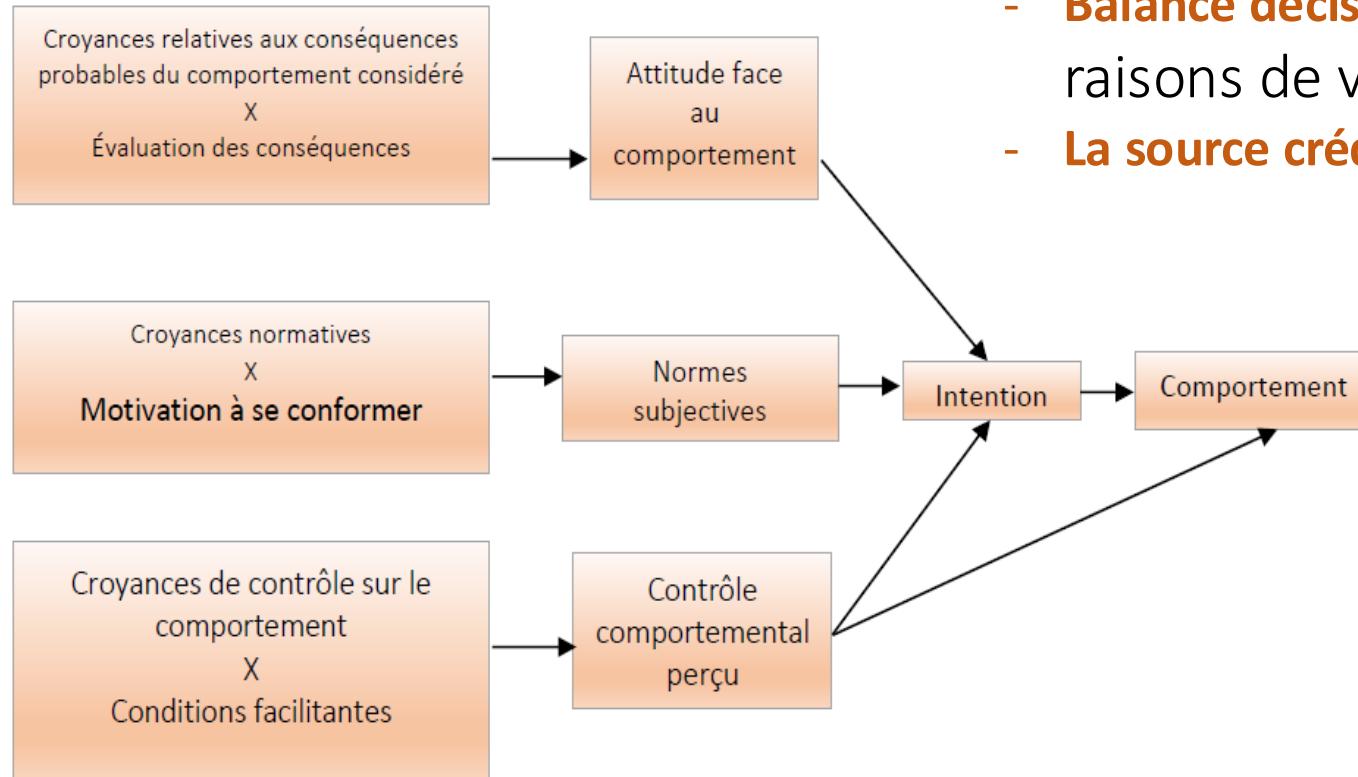 Croyances relatives aux conséquences
probables du comportement considéré
X
Évaluation des conséquences
Attitude face
au
comportement
-
raisons de
- La source
Croyances normatives
X
Motivation à se conformer
Normes
subjectives
Intention
Comportement
Croyances de contrôle sur le
comportement
X
Conditions facilitantes
Contrôle
comportemental
perçu